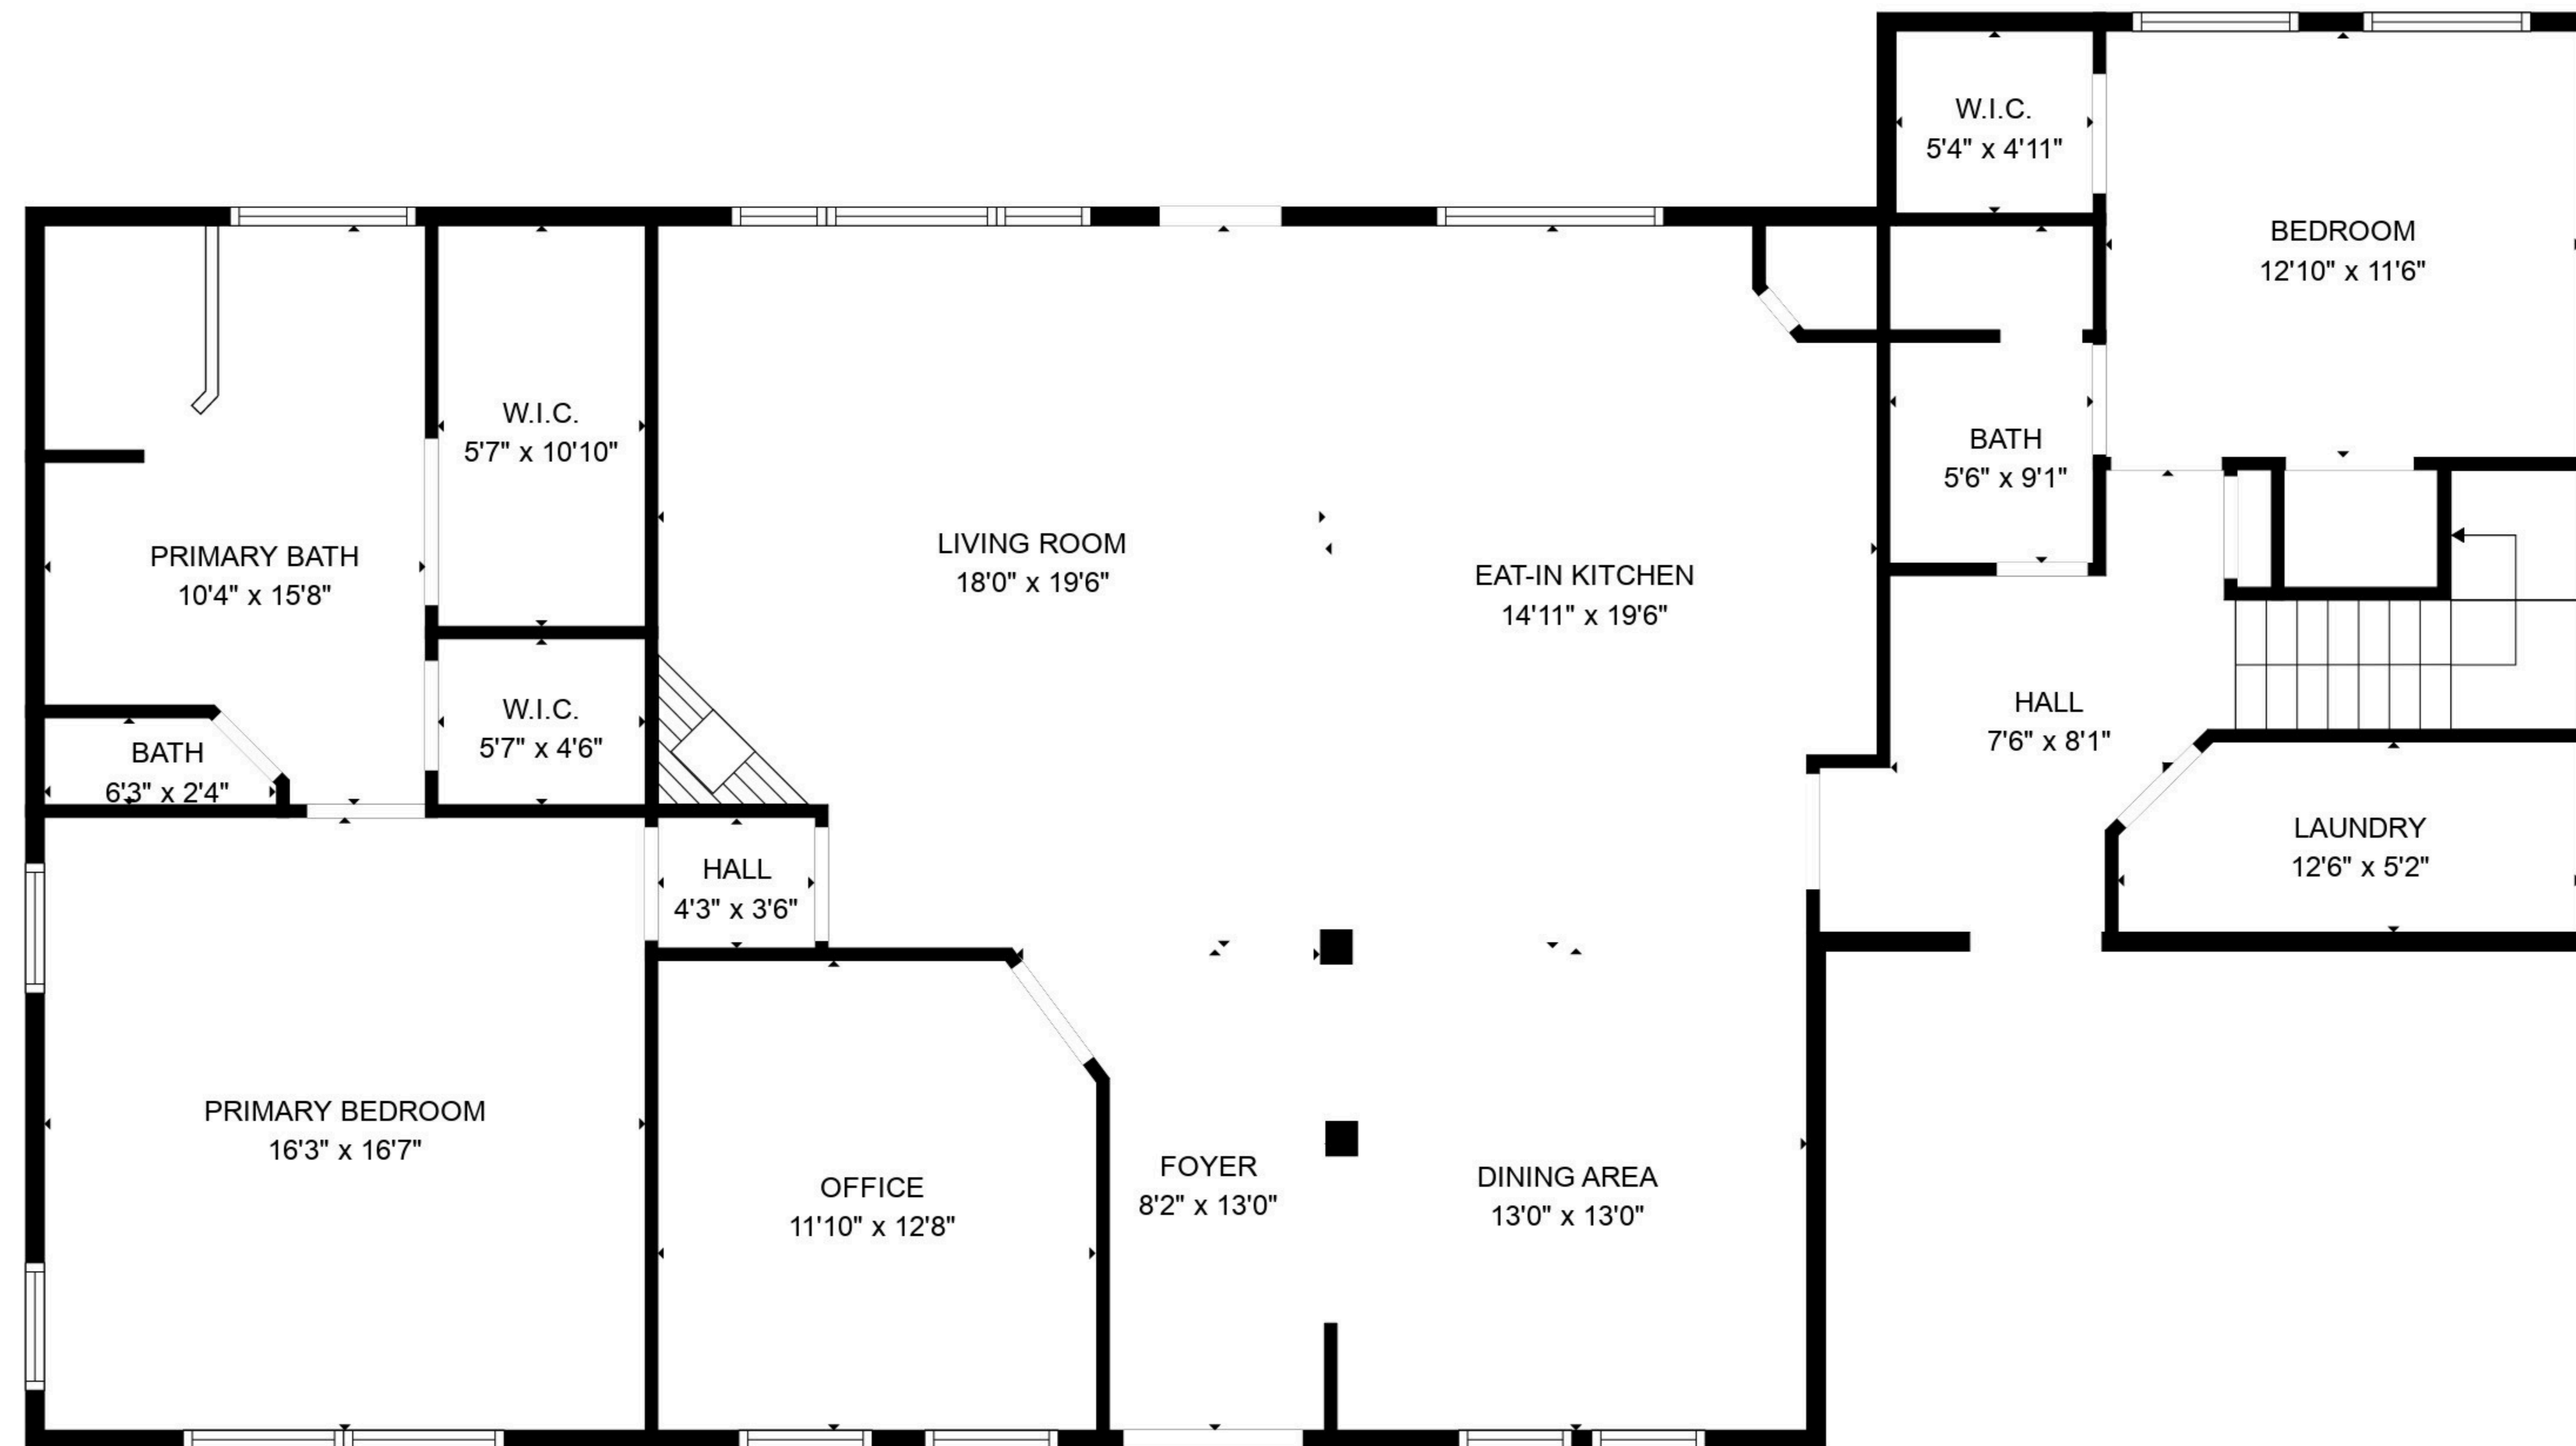 W.I.C.
5'4" x 4'11"
BEDROOM
12'10" x 11'6"
W.I.C.
5'7" x 10'10"
BATH
5'6" x 9'1"
PRIMARY BATH
10'4" x 15'8"
LIVING ROOM
18'0" x 19'6"
EAT-IN KITCHEN
14'11" x 19'6"
W.I.C.
5'7" x 4'6"
HALL
7'6" x 8'1"
BATH
6'3" x 2'4"
LAUNDRY
12'6" x 5'2"
HALL
4'3" x 3'6"
PRIMARY BEDROOM
16'3" x 16'7"
OFFICE
11'10" x 12'8"
FOYER
8'2" x 13'0"
DINING AREA
13'0" x 13'0"